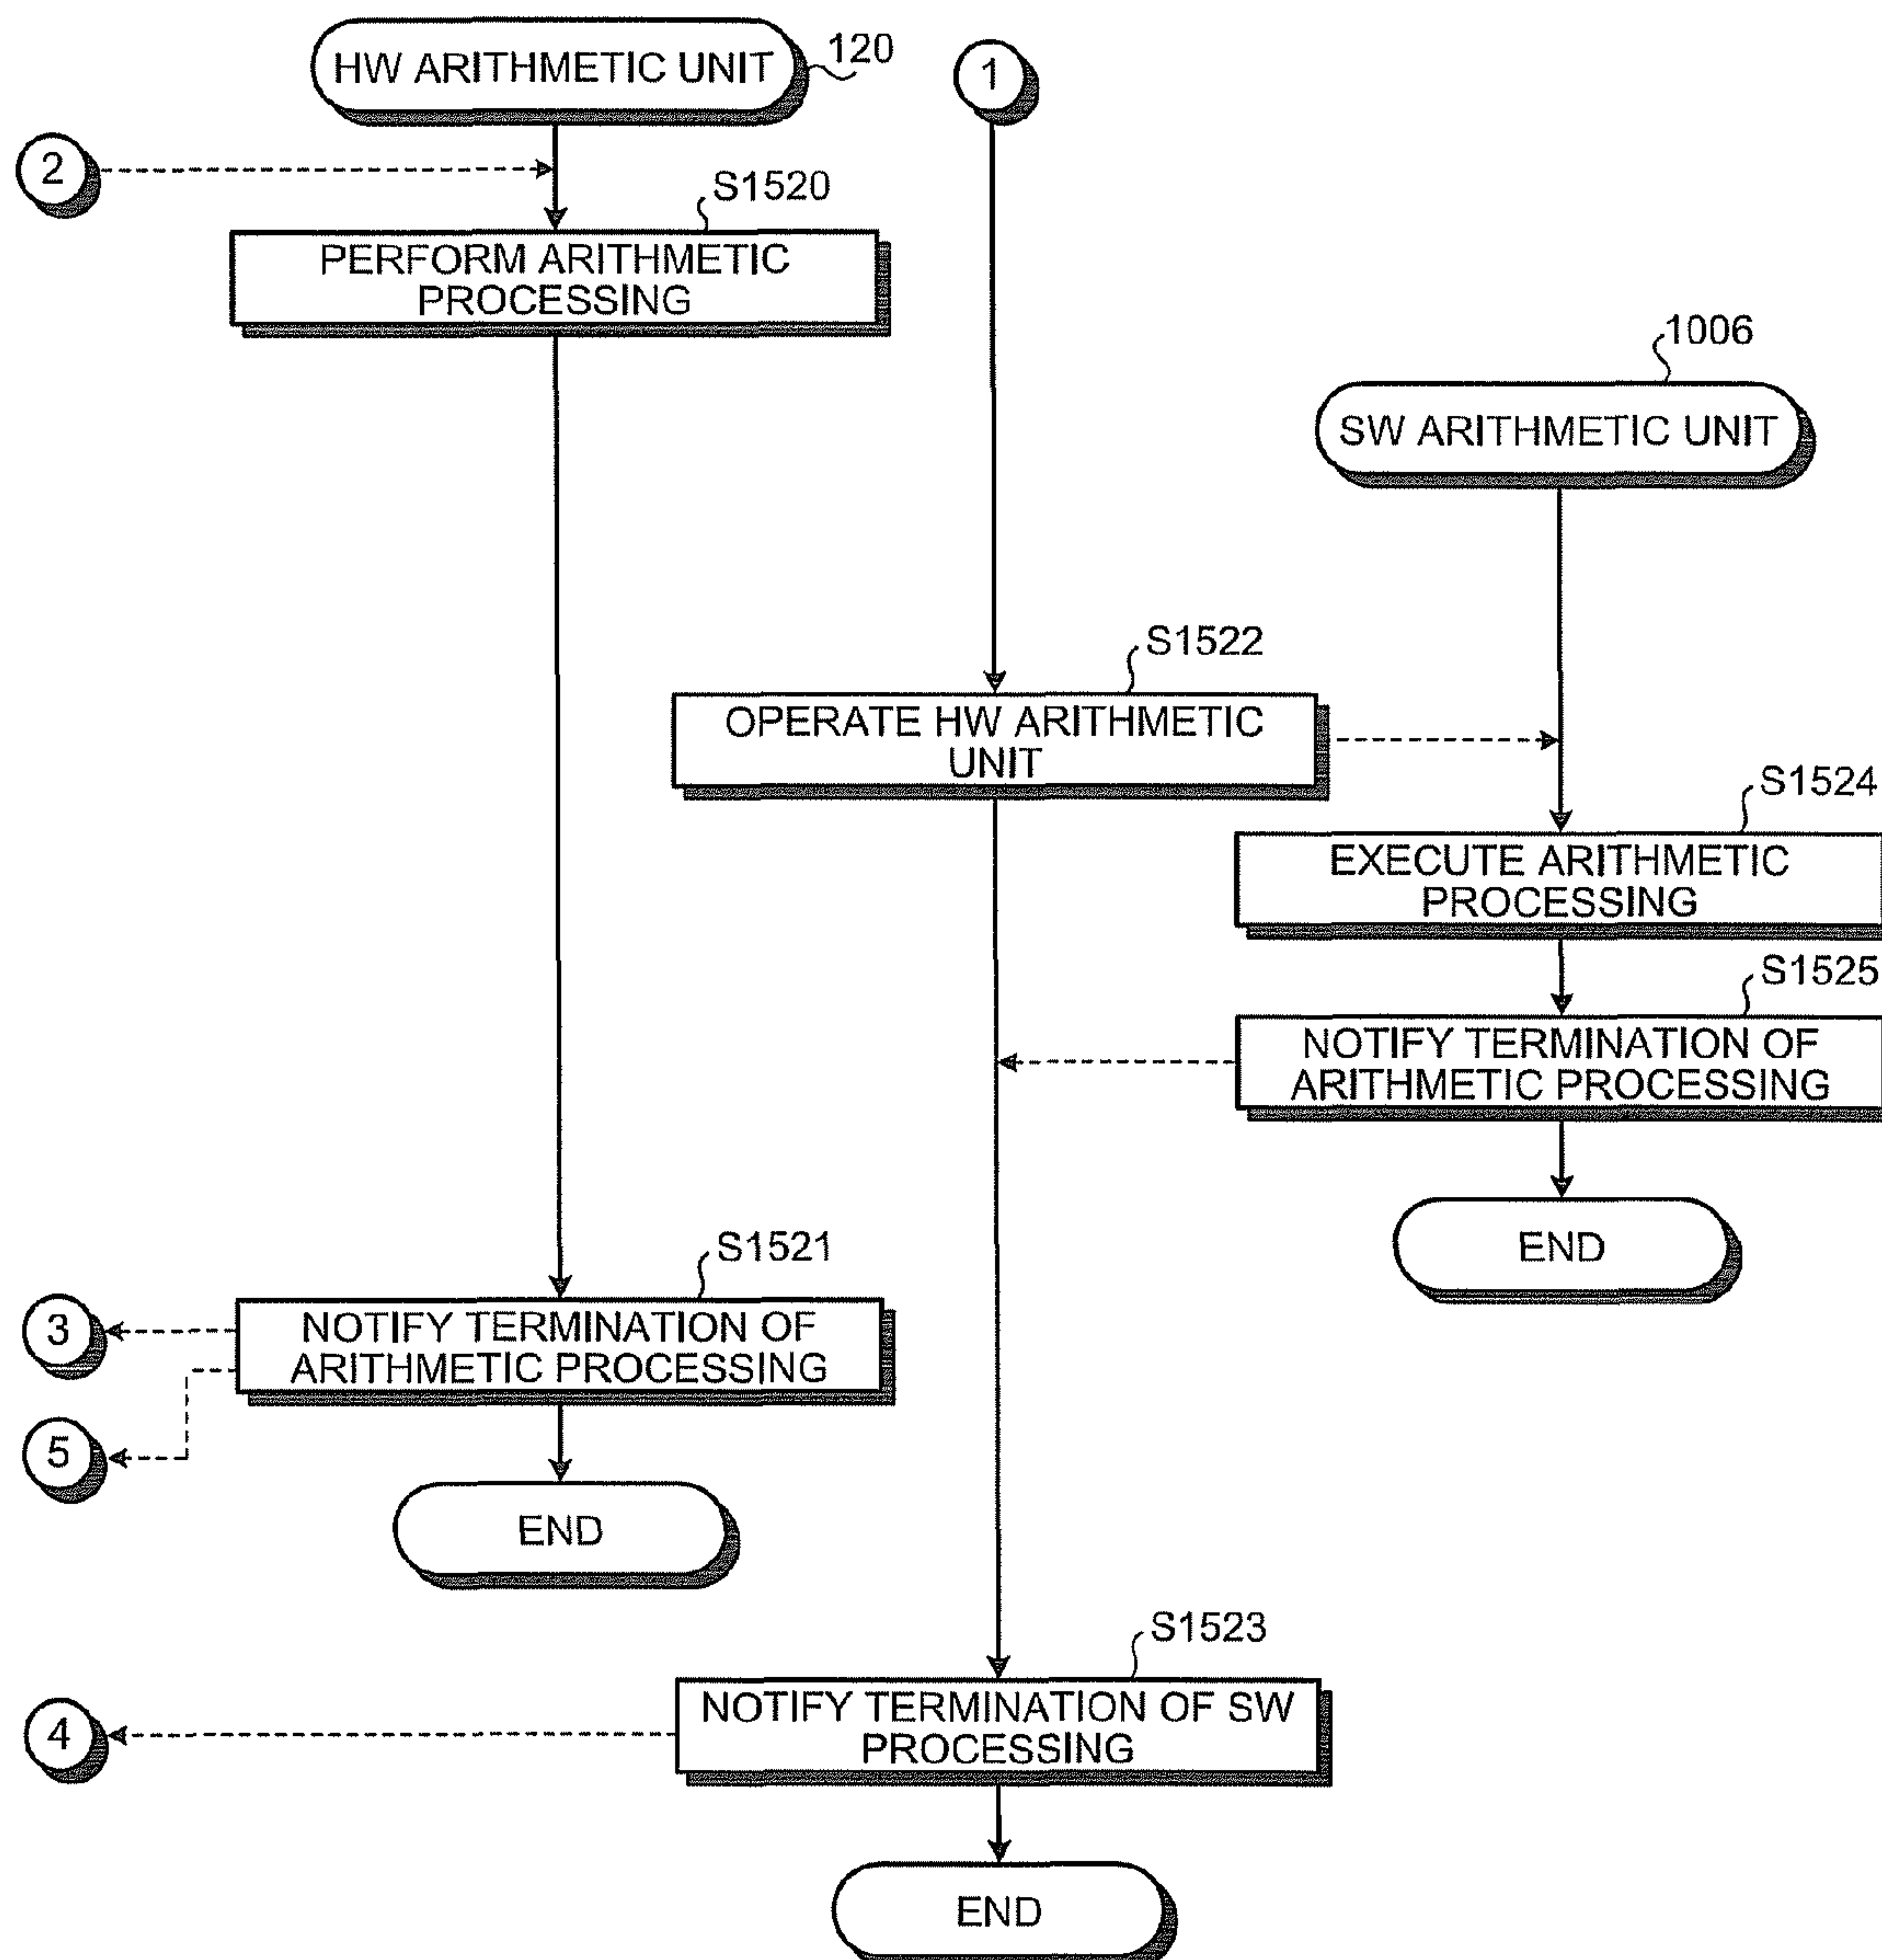 HW ARITHMETIC UNIT
120
1
2
S1520
PERFORM ARITHMETIC
PROCESSING
1006
SW ARITHMETIC UNIT
S1522
OPERATE HW ARITHMETIC
UNIT
S1524
EXECUTE ARITHMETIC
PROCESSING
S1525
NOTIFY TERMINATION OF
ARITHMETIC PROCESSING
END
S1521
3
NOTIFY TERMINATION OF
ARITHMETIC PROCESSING
5
END
S1523
4
NOTIFY TERMINATION OF SW
PROCESSING
END